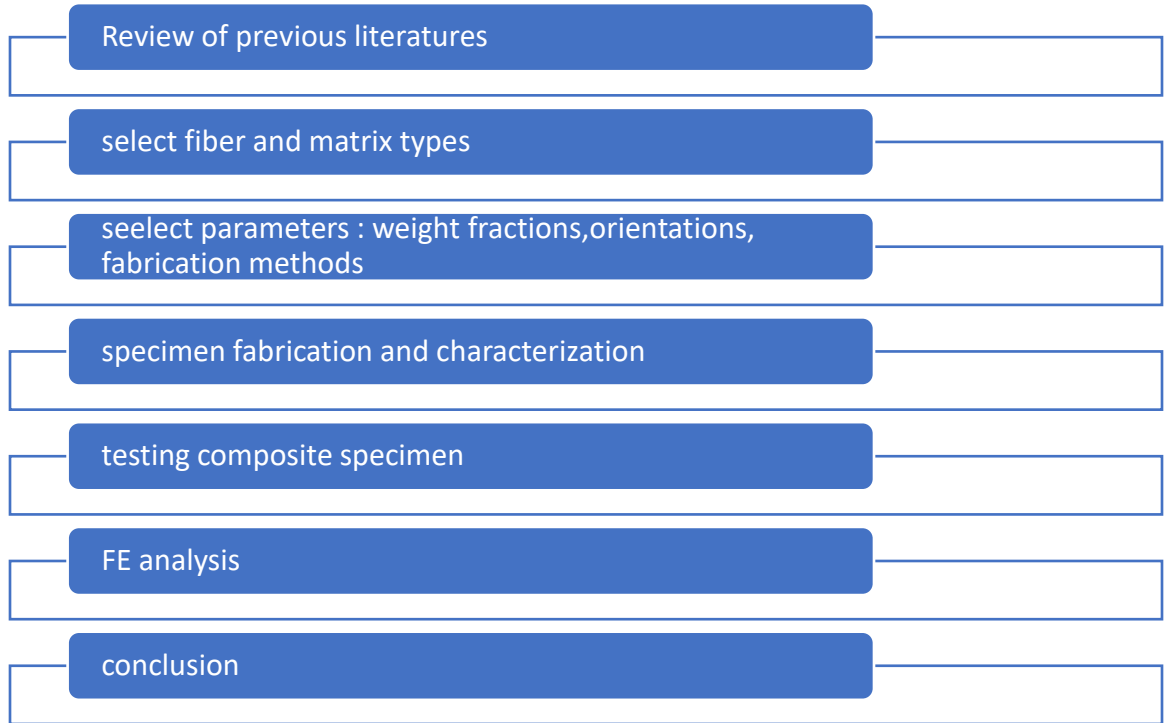 Review of previous literatures
select fiber and matrix types
seelect parameters : weight fractions,orientations,
fabrication methods
specimen fabrication and characterization
testing composite specimen
FE analysis
conclusion